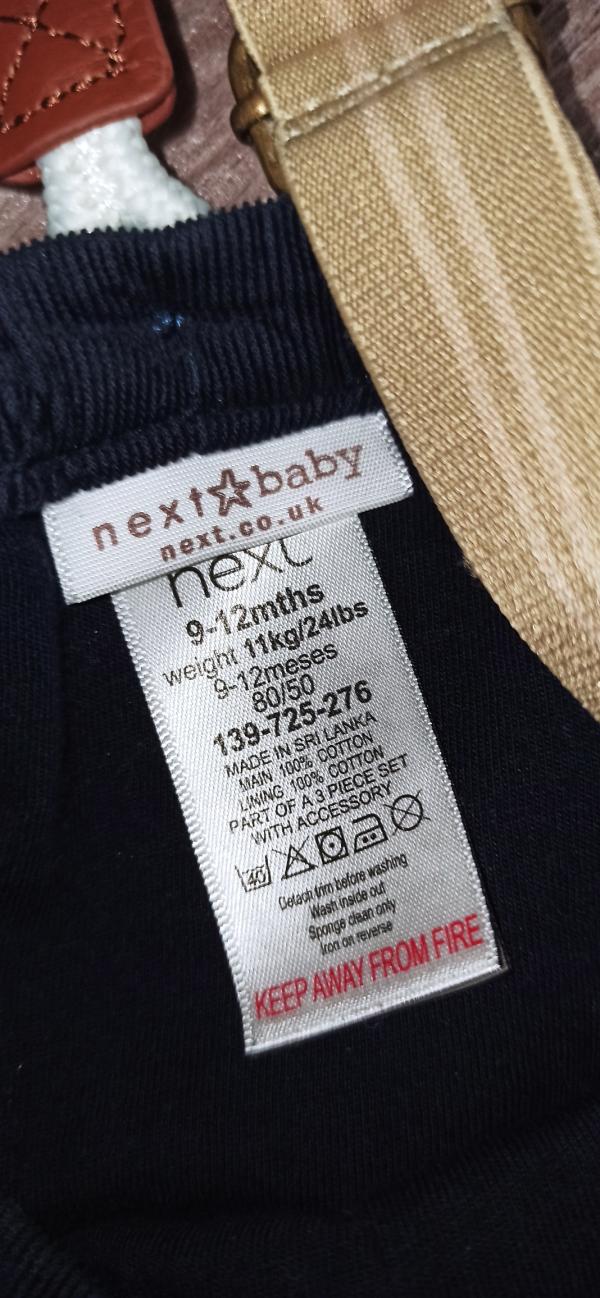 next☆baby
next.co.uk
next
9-12mths
weight 11kg/24lbs
9-12meses
80/50
139-725-276
MADE IN SRI LANKA
MAIN 100% COTTON
LINING 100% COTTON
PART OF A 3 PIECE SET
WITH ACCESSORY
40
Detach trim before washing
Wash inside out
Sponge clean only
Iron on reverse
KEEP AWAY FROM FIRE